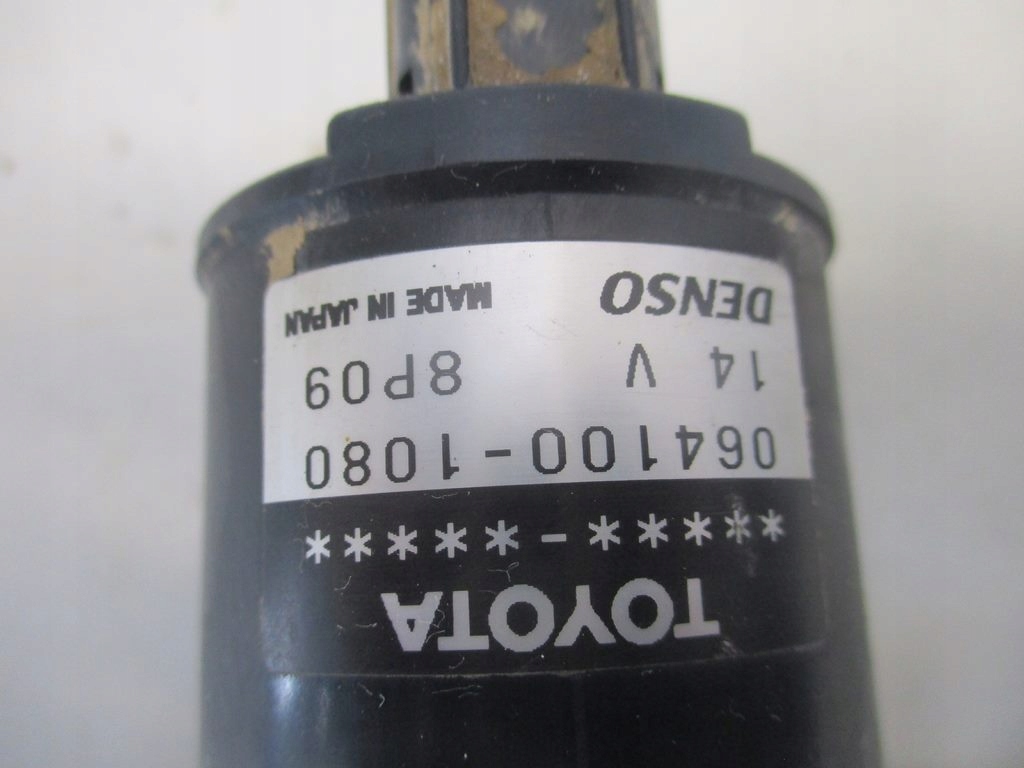 TOYOTA
*****-*****
064100-1080
14 V 8P09
DENSO MADE IN JAPAN